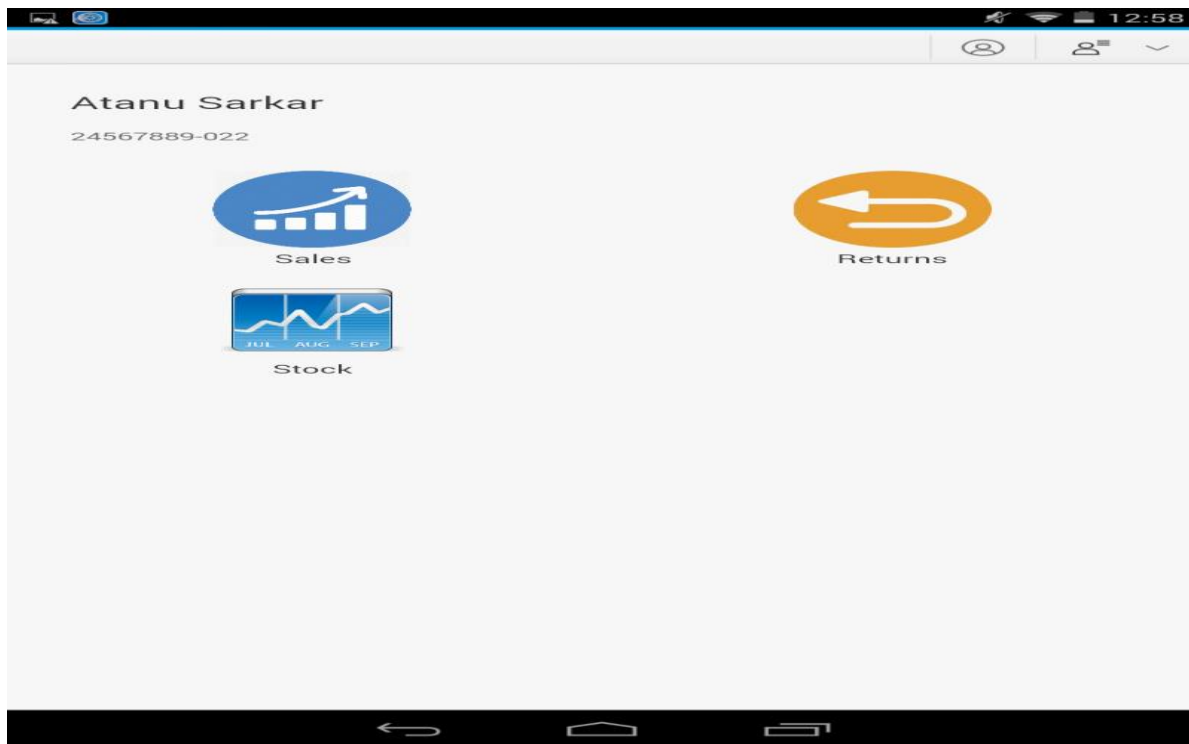 12:58
Atanu Sarkar
24567889-022
Sales
Returns
JUL AUG SEP
Stock